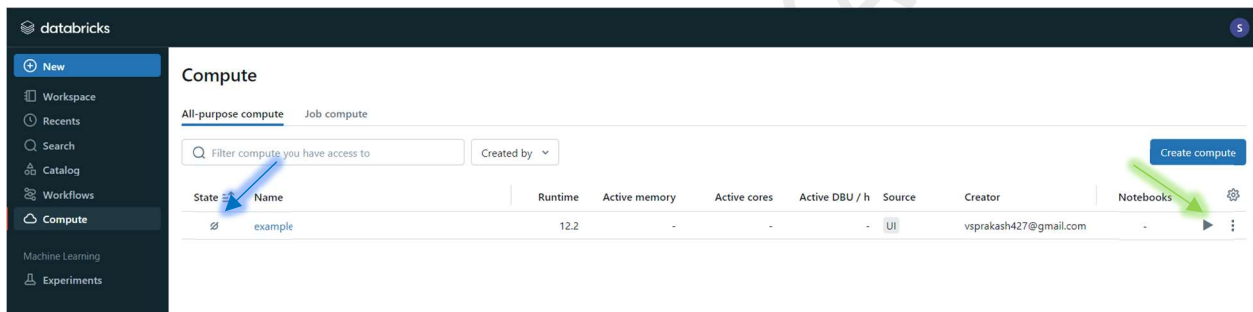 databricks
S
New
Workspace
Recents
Search
Catalog
Workflows
Compute
Machine Learning
Experiments
Compute
All-purpose compute Job compute
Filter compute you have access to Created by
Create compute
State Name Runtime Active memory Active cores Active DBU / h Source Creator Notebooks
example 12.2 - - - UI vsprakash427@gmail.com -